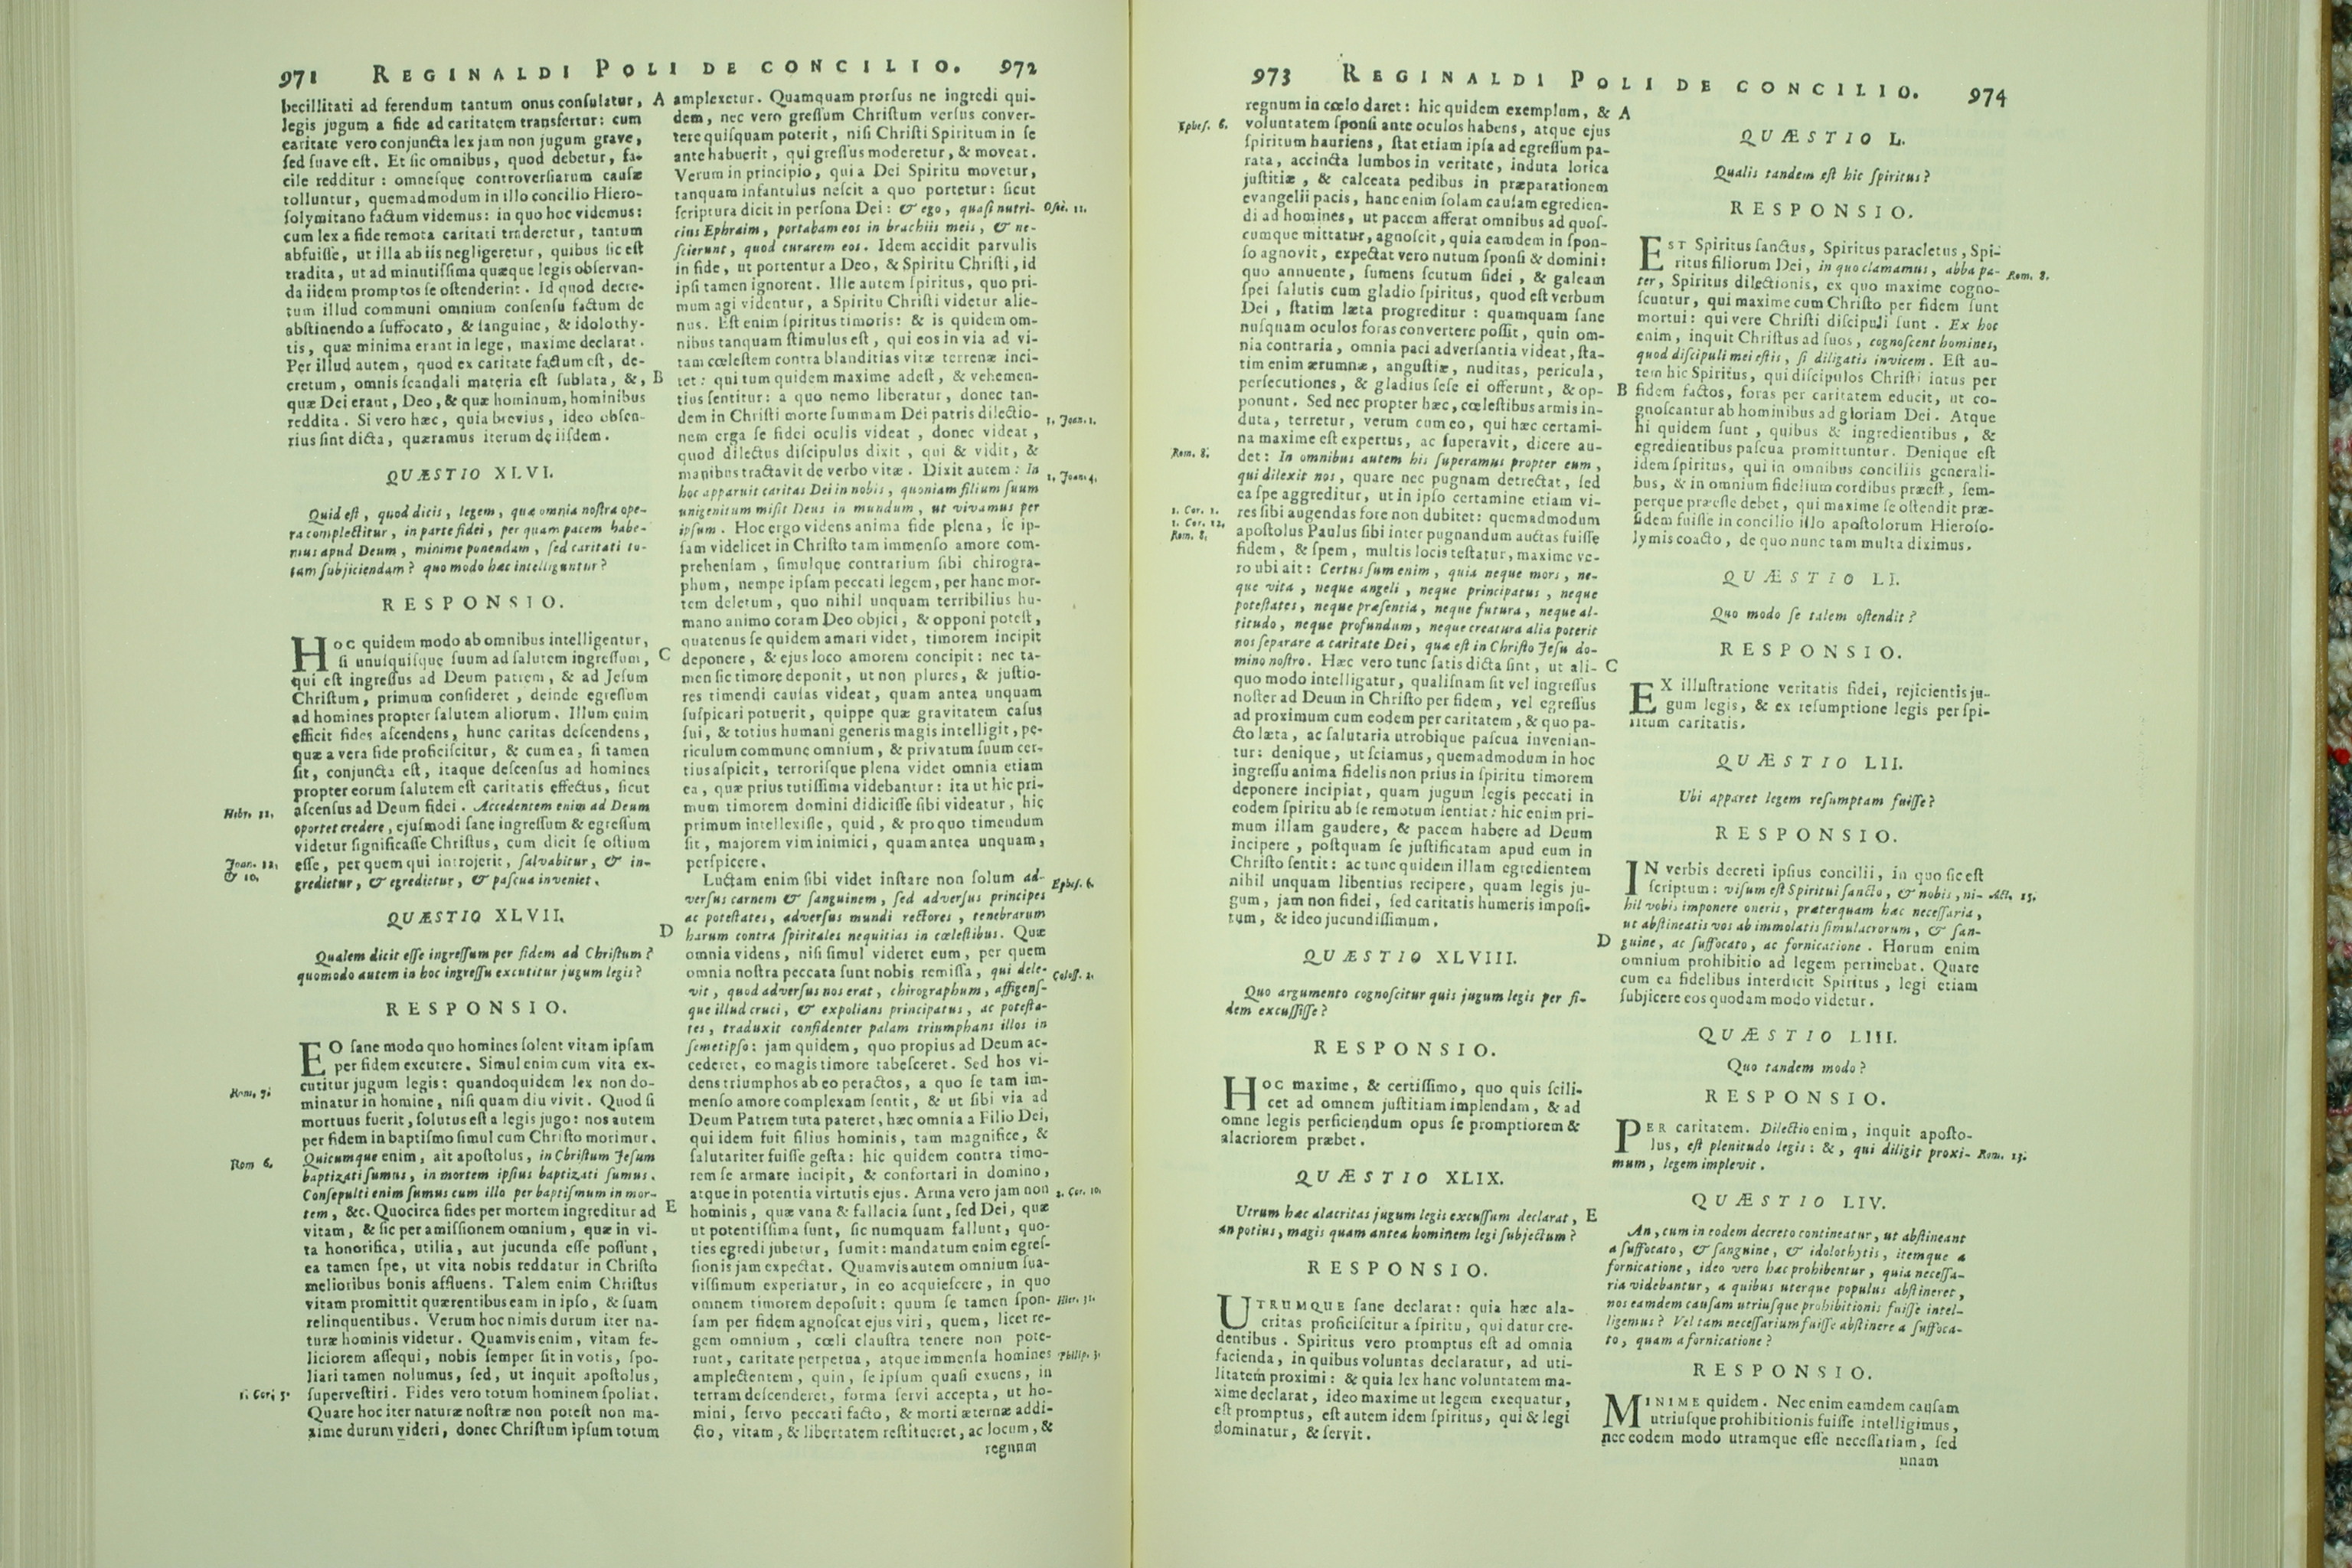 971 REGINALDI POLI DE CONCILIO. 972
becillitati ad ferendum tantum onus consulatur,
legis jugum a fide ad caritatem transfertur: cum
caritate vero conjuncta lex jam non jugum grave,
sed suave est. Et sic omnibus, quod debetur, fa-
cile redditur: omnesque controversiarum causæ
tolluntur, quemadmodum in illo concilio Hiero-
solymitano factum videmus: in quo hoc videmus:
cum lex a fide remota caritati traderetur, tantum
abfuisse, ut illa ab iis negligeretur, quibus sic est
tradita, ut ad minutissima quæque legis observan-
da iidem promptos se ostenderint. Id quod decre-
tum illud communi omnium consensu factum de
abstinendo a suffocato, & sanguine, & idolothy-
tis, quæ minima erant in lege, maxime declarat.
Per illud autem, quod ex caritate factum est, de-
cretum, omnis scandali materia est sublata, &,
quæ Dei erant, Deo, & quæ hominum, hominibus
reddita. Si vero hæc, quia brevius, ideo obscu-
rius sint dicta, quæramus iterum de iisdem.
QUÆSTIO XLVI.
Quid est, quod dicis, legem, quæ omnia nostra ope-
ra complectitur, in parte fidei, per quam pacem habe-
mus apud Deum, minime ponendam, sed caritati to-
tam subjiciendam? quo modo hæc intelliguntur?
RESPONSIO.
HOC quidem modo ab omnibus intelligentur,
si unusquisque suum ad salutem ingressum,
qui est ingressus ad Deum patrem, & ad Jesum
Christum, primum consideret, deinde egressum
ad homines propter salutem aliorum. Illum enim
efficit fides ascendens, hunc caritas descendens,
quæ a vera fide proficiscitur, & cum ea, si tamen
sit, conjuncta est, itaque descensus ad homines
propter eorum salutem est caritatis effectus, sicut
ascensus ad Deum fidei. Accedentem enim ad Deum
Hebr. 11.
oportet credere, ejusmodi sane ingressum & egressum
videtur significasse Christus, cum dicit se ostium
esse, per quem qui introjerit, salvabitur, & in-
Joan. 12.
& 10.
gredietur, & egredietur, & pascua inveniet.
QUÆSTIO XLVII.
Qualem dicit esse ingressum per fidem ad Christum?
quomodo autem in hoc ingressu excutitur jugum legis?
RESPONSIO.
EO sane modo quo homines solent vitam ipsam
per fidem excutere. Simul enim cum vita ex-
cutitur jugum legis: quandoquidem lex non do-
Rom. 7.
minatur in homine, nisi quam diu vivit. Quod si
mortuus fuerit, solutus est a legis jugo: nos autem
per fidem in baptismo simul cum Christo morimur.
Quicumque enim, ait apostolus, in Christum Jesum
Rom 6.
baptizati sumus, in mortem ipsius baptizati sumus.
Consepulti enim sumus cum illo per baptismum in mor-
tem, &c. Quocirca fides per mortem ingreditur ad
vitam, & sic per amissionem omnium, quæ in vi-
ta honorifica, utilia, aut jucunda esse possunt,
ea tamen spe, ut vita nobis reddatur in Christo
melioribus bonis affluens. Talem enim Christus
vitam promittit quærentibus eam in ipso, & suam
relinquentibus. Verum hoc nimis durum iter na-
turæ hominis videtur. Quamvis enim, vitam fe-
liciorem assequi, nobis semper sit in votis, spo-
liari tamen nolumus, sed, ut inquit apostolus,
supervestiri. Fides vero totum hominem spoliat.
Quare hoc iter naturæ nostræ non potest non ma-
xime durum videri, donec Christum ipsum totum
A
B
C
D
E
amplexetur. Quamquam prorsus ne ingredi qui-
dem, nec vero gressum Christum versus conver-
tere quisquam poterit, nisi Christi Spiritum in se
ante habuerit, qui gressus moderetur, & moveat.
Verum in principio, qui a Dei Spiritu movetur,
tanquam infantulus nescit a quo portetur: sicut
scriptura dicit in persona Dei: & ego, quasi nutri-
Osee. 11.
cius Ephraim, portabam eos in brachiis meis, & ne-
scierunt, quod curarem eos. Idem accidit parvulis
in fide, ut portentur a Deo, & Spiritu Christi, id
ipsi tamen ignorent. Ille autem spiritus, quo pri-
mum agi videntur, a Spiritu Christi videtur alie-
nus. Est enim spiritus timoris: & is quidem om-
nibus tanquam stimulus est, qui eos in via ad vi-
tam cœlestem contra blanditias vitæ terrenæ inci-
tet: qui tum quidem maxime adest, & vehemen-
tius sentitur: a quo nemo liberatur, donec tan-
dem in Christi morte summam Dei patris dilectio-
nem erga se fidei oculis videat, donec videat,
1. Joan. 1.
quod dilectus discipulus dixit, qui & vidit, &
manibus tractavit de verbo vitæ. Dixit autem: In
1. Joan. 4.
hoc apparuit caritas Dei in nobis, quoniam filium suum
unigenitum misit Deus in mundum, ut vivamus per
ipsum. Hoc ergo videns anima fide plena, se ip-
sam videlicet in Christo tam immenso amore com-
prehensam, simulque contrarium sibi chirogra-
phum, nempe ipsam peccati legem, per hanc mor-
tem deletum, quo nihil unquam terribilius hu-
mano animo coram Deo objici, & opponi potest,
quatenus se quidem amari videt, timorem incipit
deponere, & ejus loco amorem concipit: nec ta-
men sic timore deponit, ut non plures, & justio-
res timendi causas videat, quam antea unquam
suspicari potuerit, quippe quæ gravitatem casus
sui, & totius humani generis magis intelligit, pe-
riculum commune omnium, & privatum suum cer-
tius aspicit, terrorisque plena videt omnia etiam
ea, quæ prius tutissima videbantur: ita ut hic pri-
mum timorem domini didicisse sibi videatur, hic
primum intellexisse, quid, & pro quo timendum
sit, majorem vim inimici, quam antea unquam,
perspicere.
Luctam enim sibi videt instare non solum ad-
Ephes. 6.
versus carnem & sanguinem, sed adversus principes
ac potestates, adversus mundi rectores, tenebrarum
harum contra spiritales nequitias in cœlestibus. Quæ
omnia videns, nisi simul videret eum, per quem
omnia nostra peccata sunt nobis remissa, qui dele-
Coloss. 2.
vit, quod adversus nos erat, chirographum, affigens-
que illud cruci, & expolians principatus, ac potesta-
tes, traduxit confidenter palam triumphans illos in
semetipso: jam quidem, quo propius ad Deum ac-
cederet, eo magis timore tabesceret. Sed hos vi-
dens triumphos ab eo peractos, a quo se tam im-
menso amore complexam sentit, & ut sibi via ad
Deum Patrem tuta pateret, hæc omnia a Filio Dei,
qui idem fuit filius hominis, tam magnifice, &
salutariter fuisse gesta: hic quidem contra timo-
rem se armare incipit, & confortari in domino,
atque in potentia virtutis ejus. Arma vero jam non
2. Cor. 10.
hominis, quæ vana & fallacia sunt, sed Dei, quæ
ut potentissima sunt, sic numquam fallunt, quo-
ties egredi jubetur, sumit: mandatum enim egres-
sionis jam expectat. Quamvis autem omnium sua-
vissimum experiatur, in eo acquiescere, in quo
omnem timorem deposuit: quum se tamen spon-
Hier. 31.
sam per fidem agnoscat ejus viri, quem, licet re-
gem omnium, cœli claustra tenere non pote-
runt, caritate perpetua, atque immensa homines
Philip. 3.
amplectentem, quin, se ipsum quasi exuens, in
terram descenderet, forma servi accepta, ut ho-
mini, servo peccati facto, & morti æternæ addi-
cto, vitam, & libertatem restitueret, ac locum, &
regnum
973 REGINALDI POLI DE CONCILIO. 974
regnum in cœlo daret: hic quidem exemplum, &
voluntatem sponsi ante oculos habens, atque ejus
Ephes. 6.
spiritum hauriens, stat etiam ipsa ad egressum pa-
rata, accincta lumbos in veritate, induta lorica
justitiæ, & calceata pedibus in præparationem
evangelii pacis, hanc enim solam causam egredien-
di ad homines, ut pacem afferat omnibus ad quos-
cumque mittatur, agnoscit, quia eamdem in spon-
so agnovit, expectat vero nutum sponsi & domini:
quo annuente, sumens scutum fidei, & galeam
spei salutis cum gladio spiritus, quod est verbum
Dei, statim læta progreditur: quamquam sane
nusquam oculos foras convertere possit, quin om-
nia contraria, omnia paci adversantia videat, sta-
tim enim ærumnæ, angustiæ, nuditas, pericula,
persecutiones, & gladius sese ei offerunt, & op-
ponunt. Sed nec propter hæc, cœlestibus armis in-
duta, terretur, verum cum eo, qui hæc certami-
na maxime est expertus, ac superavit, dicere au-
det: In omnibus autem his superamus propter eum,
Rom. 8.
qui dilexit nos, quare nec pugnam detrectat, sed
ea spe aggreditur, ut in ipso certamine etiam vi-
res sibi augendas fore non dubitet: quemadmodum
1. Cor. 1.
1. Cor. 12.
Rom. 8.
apostolus Paulus sibi inter pugnandum auctas fuisse
fidem, & spem, multis locis testatur, maxime ve-
ro ubi ait: Certus sum enim, quia neque mors, ne-
que vita, neque angeli, neque principatus, neque
potestates, neque præsentia, neque futura, neque al-
titudo, neque profundum, neque creatura alia poterit
nos separare a caritate Dei, quæ est in Christo Jesu do-
mino nostro. Hæc vero tunc satis dicta sint, ut ali-
quo modo intelligatur, qualisnam sit vel ingressus
noster ad Deum in Christo per fidem, vel egressus
ad proximum cum eodem per caritatem, & quo pa-
cto læta, ac salutaria utrobique pascua invenian-
tur: denique, ut sciamus, quemadmodum in hoc
ingressu anima fidelis non prius in spiritu timorem
deponere incipiat, quam jugum legis peccati in
eodem spiritu ab se remotum sentiat: hic enim pri-
mum illam gaudere, & pacem habere ad Deum
incipere, postquam se justificatam apud eum in
Christo sentit: ac tunc quidem illam egredientem
nihil unquam libentius recipere, quam legis ju-
gum, jam non fidei, sed caritatis humeris imposi-
tum, & ideo jucundissimum.
QUÆSTIO XLVIII.
Quo argumento cognoscitur quis jugum legis per fi-
dem excussisse?
RESPONSIO.
HOC maxime, & certissimo, quo quis scili-
cet ad omnem justitiam implendam, & ad
omne legis perficiendum opus se promptiorem &
alacriorem præbet.
QUÆSTIO XLIX.
Utrum hæc alacritas jugum legis excussum declarat,
an potius, magis quam antea hominem legi subjectum?
RESPONSIO.
UTRUMQUE sane declarat: quia hæc ala-
critas proficiscitur a spiritu, qui datur cre-
dentibus. Spiritus vero promptus est ad omnia
facienda, in quibus voluntas declaratur, ad uti-
litatem proximi: & quia lex hanc voluntatem ma-
xime declarat, ideo maxime ut legem exequatur,
est promptus, est autem idem spiritus, qui & legi
dominatur, & servit.
A
B
C
D
E
QUÆSTIO L.
Qualis tandem est hic spiritus?
RESPONSIO.
EST Spiritus sanctus, Spiritus paracletus, Spi-
ritus filiorum Dei, in quo clamamus, abba pa-
Rom. 8.
ter, Spiritus dilectionis, ex quo maxime cogno-
scuntur, qui maxime cum Christo per fidem sunt
mortui: qui vere Christi discipuli sunt. Ex hoc
enim, inquit Christus ad suos, cognoscent homines,
quod discipuli mei estis, si diligatis invicem. Est au-
tem hic Spiritus, qui discipulos Christi intus per
fidem factos, foras per caritatem educit, ut co-
gnoscantur ab hominibus ad gloriam Dei. Atque
hi quidem sunt, quibus & ingredientibus, &
egredientibus pascua promittuntur. Denique est
idem spiritus, qui in omnibus conciliis generali-
bus, & in omnium fidelium cordibus præest, sem-
perque præesse debet, qui maxime se ostendit præ-
sidem fuisse in concilio illo apostolorum Hieroso-
lymis coacto, de quo nunc tam multa diximus.
QUÆSTIO LI.
Quo modo se talem ostendit?
RESPONSIO.
EX illustratione veritatis fidei, rejicientis ju-
gum legis, & ex resumptione legis per spi-
ritum caritatis.
QUÆSTIO LII.
Ubi apparet legem resumptam fuisse?
RESPONSIO.
IN verbis decreti ipsius concilii, in quo sic est
scriptum: visum est Spiritui sancto, & nobis, ni-
Act. 15.
hil vobis imponere oneris, præterquam hæc necessaria,
ut abstineatis vos ab immolatis simulacrorum, & san-
guine, ac suffocato, ac fornicatione. Horum enim
omnium prohibitio ad legem pertinebat. Quare
cum ea fidelibus interdicit Spiritus, legi etiam
subjicere eos quodam modo videtur.
QUÆSTIO LIII.
Quo tandem modo?
RESPONSIO.
PER caritatem. Dilectio enim, inquit aposto-
lus, est plenitudo legis: &, qui diligit proxi-
Rom. 13.
mum, legem implevit.
QUÆSTIO LIV.
An, cum in eodem decreto contineatur, ut abstineant
a suffocato, & sanguine, & idolothytis, itemque a
fornicatione, ideo vero hæc prohibentur, quia necessa-
ria videbantur, a quibus uterque populus abstineret,
nos eamdem causam utriusque prohibitionis fuisse intel-
ligemus? Vel tam necessarium fuisse abstinere a suffoca-
to, quam a fornicatione?
RESPONSIO.
MINIME quidem. Nec enim eamdem causam
utriusque prohibitionis fuisse intelligimus,
nec eodem modo utramque esse necessariam, sed
unam